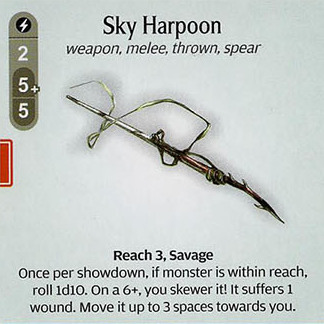 Sky Harpoon
weapon, melee, thrown, spear
2
5+
5
Reach 3, Savage
Once per showdown, if monster is within reach,
roll 1d10. On a 6+, you skewer it! It suffers 1
wound. Move it up to 3 spaces towards you.